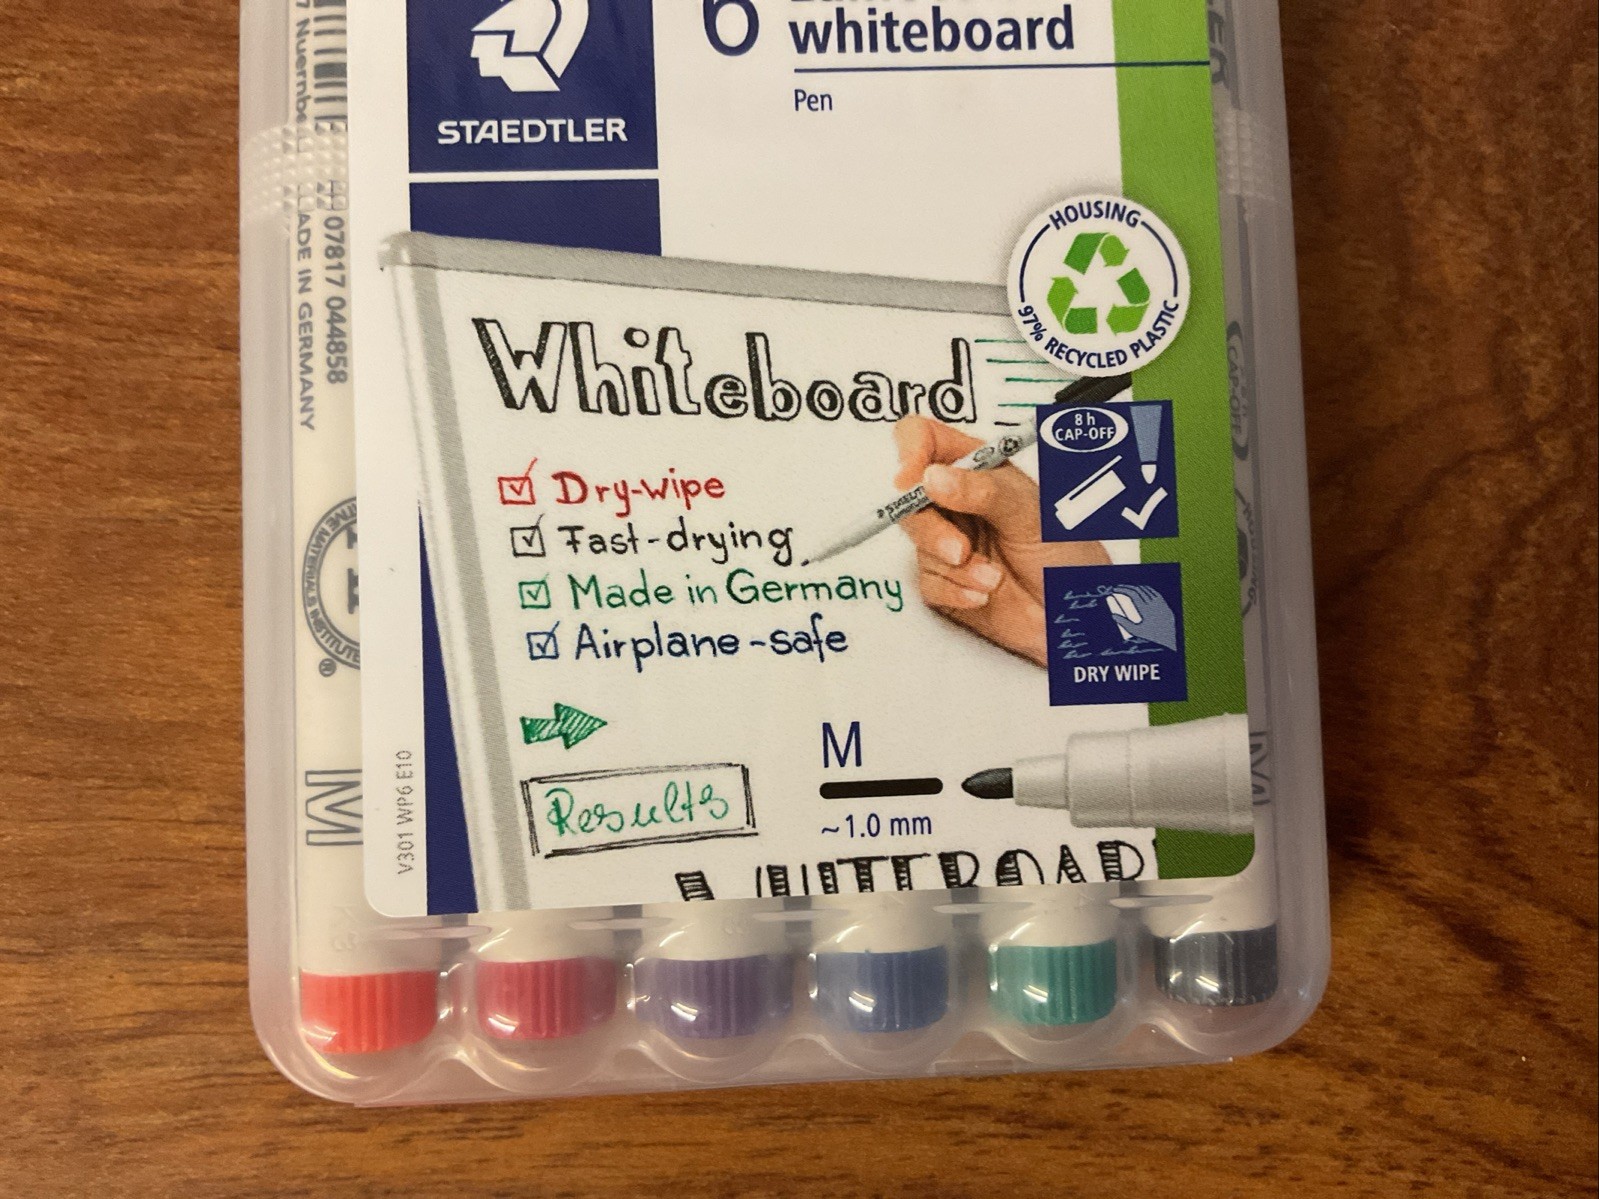 6
whiteboard
Pen
STAEDTLER
HOUSING
97% RECYCLED PLASTIC
Whiteboard
8 h
CAP-OFF
Dry-wipe
Fast-drying
Made in Germany
Airplane-safe
DRY WIPE
Results
M
~1.0 mm
V301 WP6 E10
07817 044858
MADE IN GERMANY
M